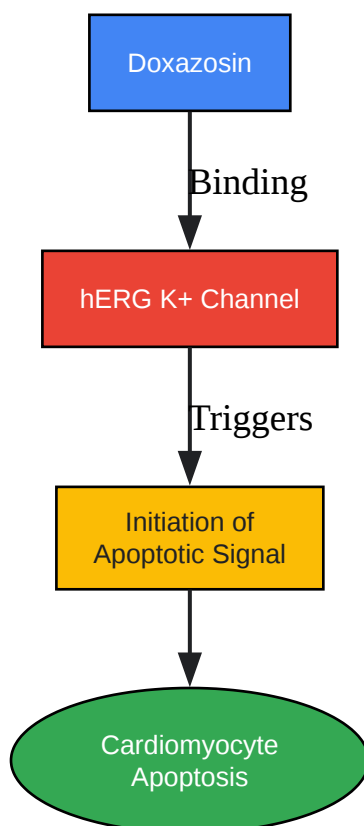 Doxazosin
Binding
hERG K+ Channel
Triggers
Initiation of
Apoptotic Signal
Cardiomyocyte
Apoptosis